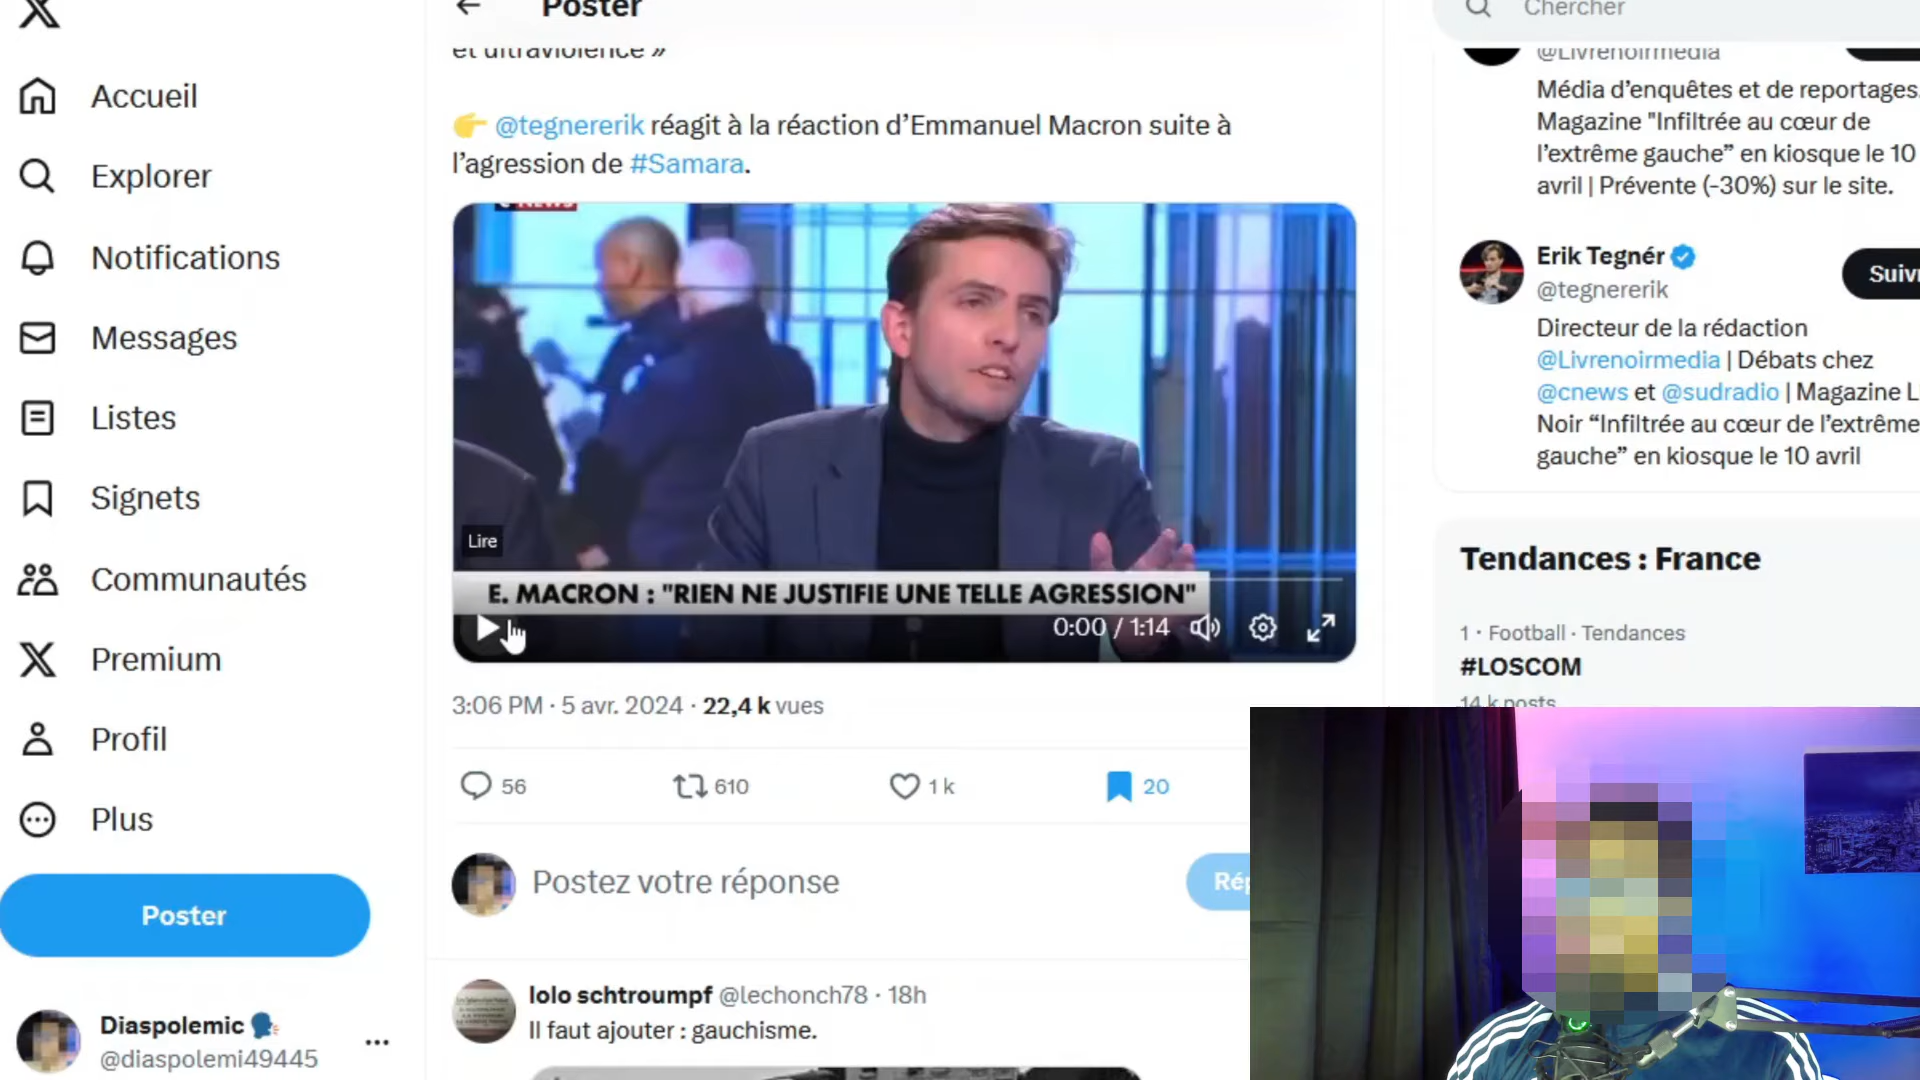 Poster
et ultraviolence »
👉 @tegnererik réagit à la réaction d’Emmanuel Macron suite à
l’agression de #Samara.
NEWS
Lire
E. MACRON : "RIEN NE JUSTIFIE UNE TELLE AGRESSION"
0:00 / 1:14
3:06 PM · 5 avr. 2024 · 22,4 k vues
56
610
1 k
20
Postez votre réponse
lolo schtroumpf @lechonch78 · 18h
Il faut ajouter : gauchisme.
Accueil
Explorer
Notifications
Messages
Listes
Signets
Communautés
Premium
Profil
Plus
Poster
Diaspolemic 🗣️
@diaspolemi49445
Chercher
@Livrenoirmedia
Média d’enquêtes et de reportages.
Magazine "Infiltrée au cœur de
l’extrême gauche” en kiosque le 10
avril | Prévente (-30%) sur le site.
Erik Tegnér
@tegnererik
Directeur de la rédaction
@Livrenoirmedia | Débats chez
@cnews et @sudradio | Magazine L
Noir “Infiltrée au cœur de l’extrême
gauche” en kiosque le 10 avril
Tendances : France
1 · Football · Tendances
#LOSCOM
14 k posts